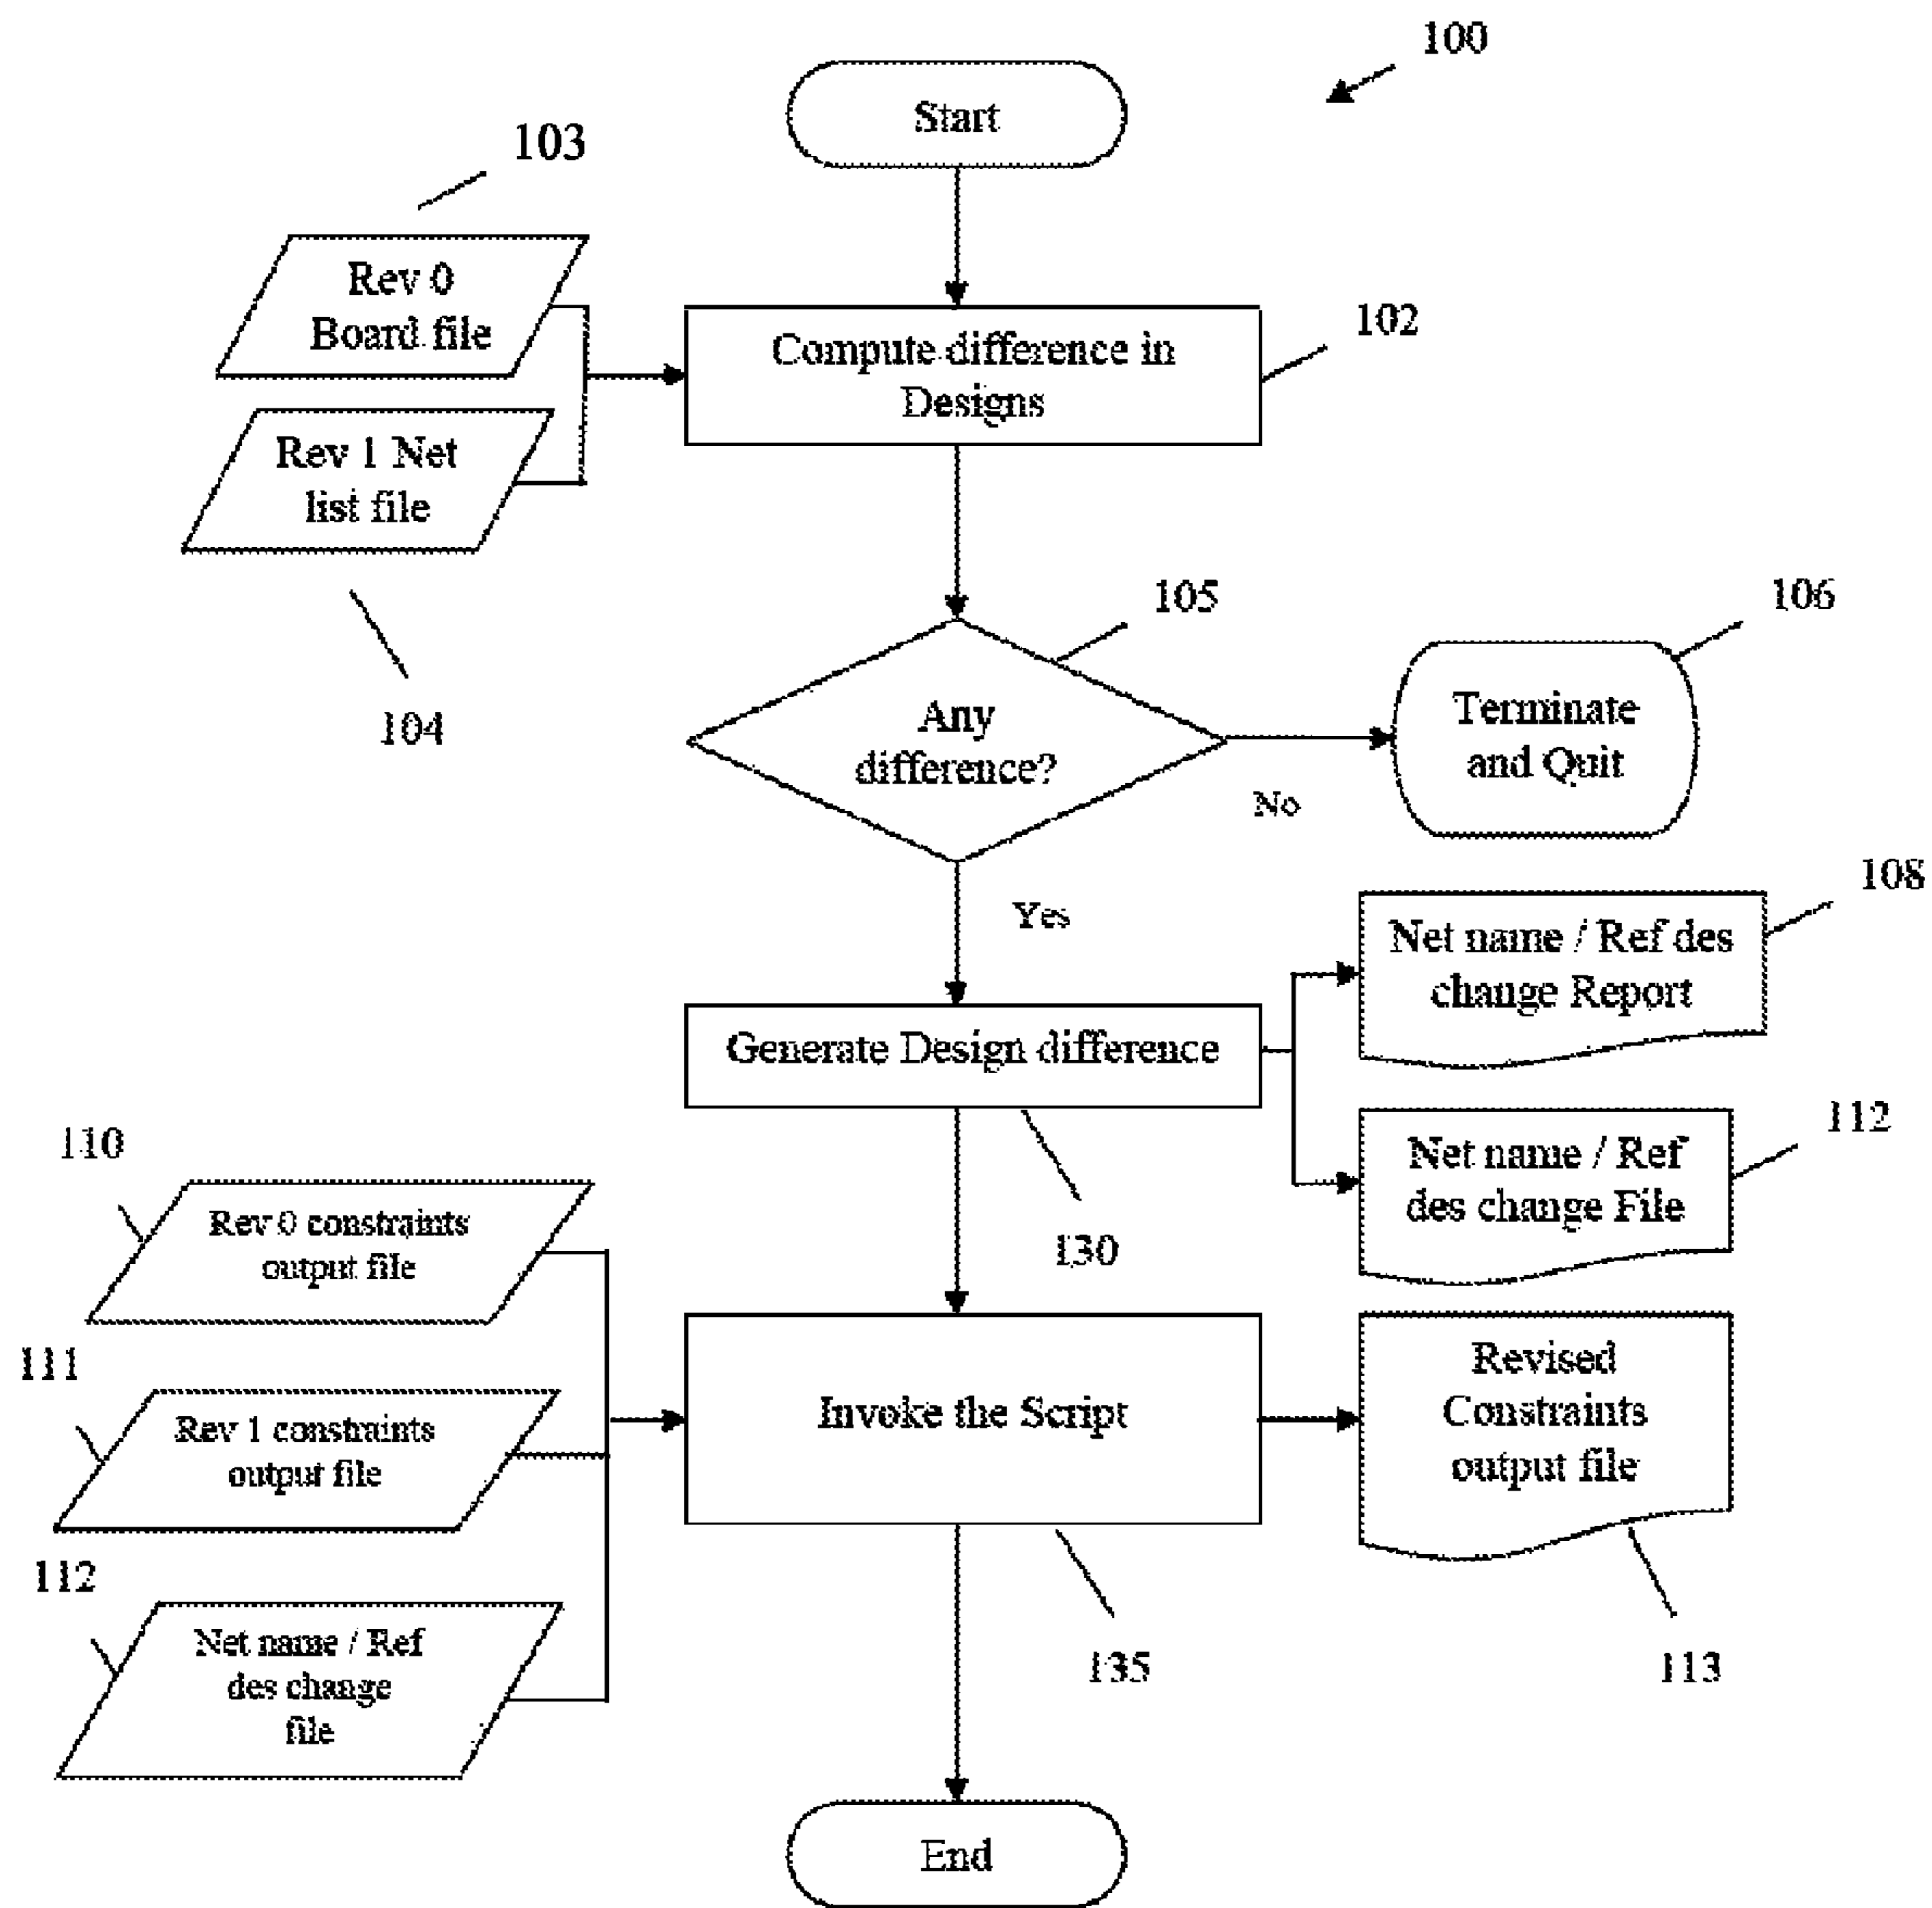 100
Start
103
Rev 0
Board file
102
Compute difference in
Designs
Rev 1 Net
list file
104
105
106
Any
difference?
Terminate
and Quit
No
Yes
108
Net name / Ref des
change Report
Generate Design difference
112
Net name / Ref
des change File
130
110
Rev 0 constraints
output file
111
Rev 1 constraints
output file
Invoke the Script
Revised
Constraints
output file
112
Net name / Ref
des change
file
135
113
End